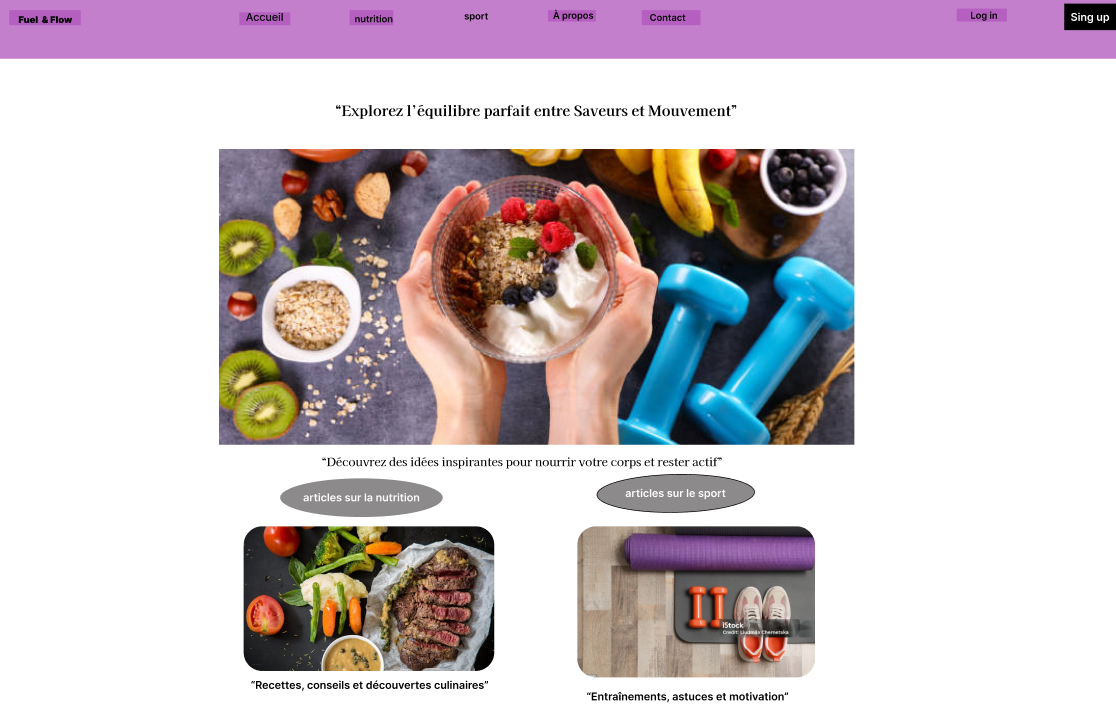 Fuel & Flow
Accueil
nutrition
sport
À propos
Contact
Log in
Sing up
“Explorez l’équilibre parfait entre Saveurs et Mouvement”
“Découvrez des idées inspirantes pour nourrir votre corps et rester actif”
articles sur la nutrition
articles sur le sport
iStock
Credit: Liudmila Chernetska
“Recettes, conseils et découvertes culinaires”
“Entraînements, astuces et motivation”